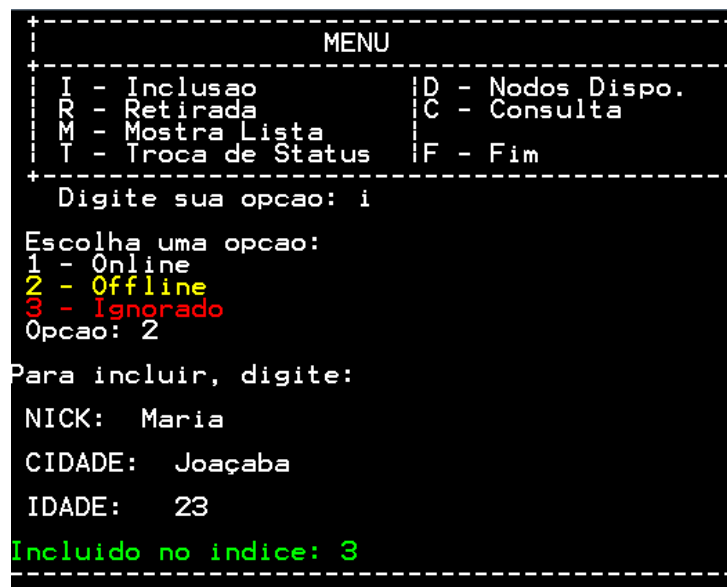 +------------------------------------------------
¦ MENU
+------------------------------------------------
¦ I - Inclusao ¦D - Nodos Dispo.
¦ R - Retirada ¦C - Consulta
¦ M - Mostra Lista ¦
¦ T - Troca de Status ¦F - Fim
+------------------------------------------------
Digite sua opcao: i
Escolha uma opcao:
1 - Online
2 - Offline
3 - Ignorado
Opcao: 2
Para incluir, digite:
NICK: Maria
CIDADE: Joaçaba
IDADE: 23
Incluido no indice: 3
-------------------------------------------------